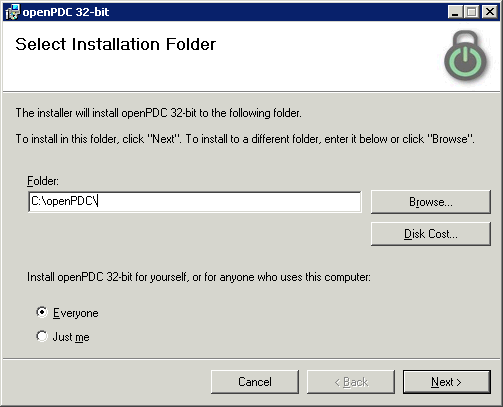 openPDC 32-bit
Select Installation Folder
The installer will install openPDC 32-bit to the following folder.
To install in this folder, click "Next". To install to a different folder, enter it below or click "Browse".
Folder:
C:\openPDC\
Browse...
Disk Cost...
Install openPDC 32-bit for yourself, or for anyone who uses this computer:
Everyone
Just me
Cancel
< Back
Next >